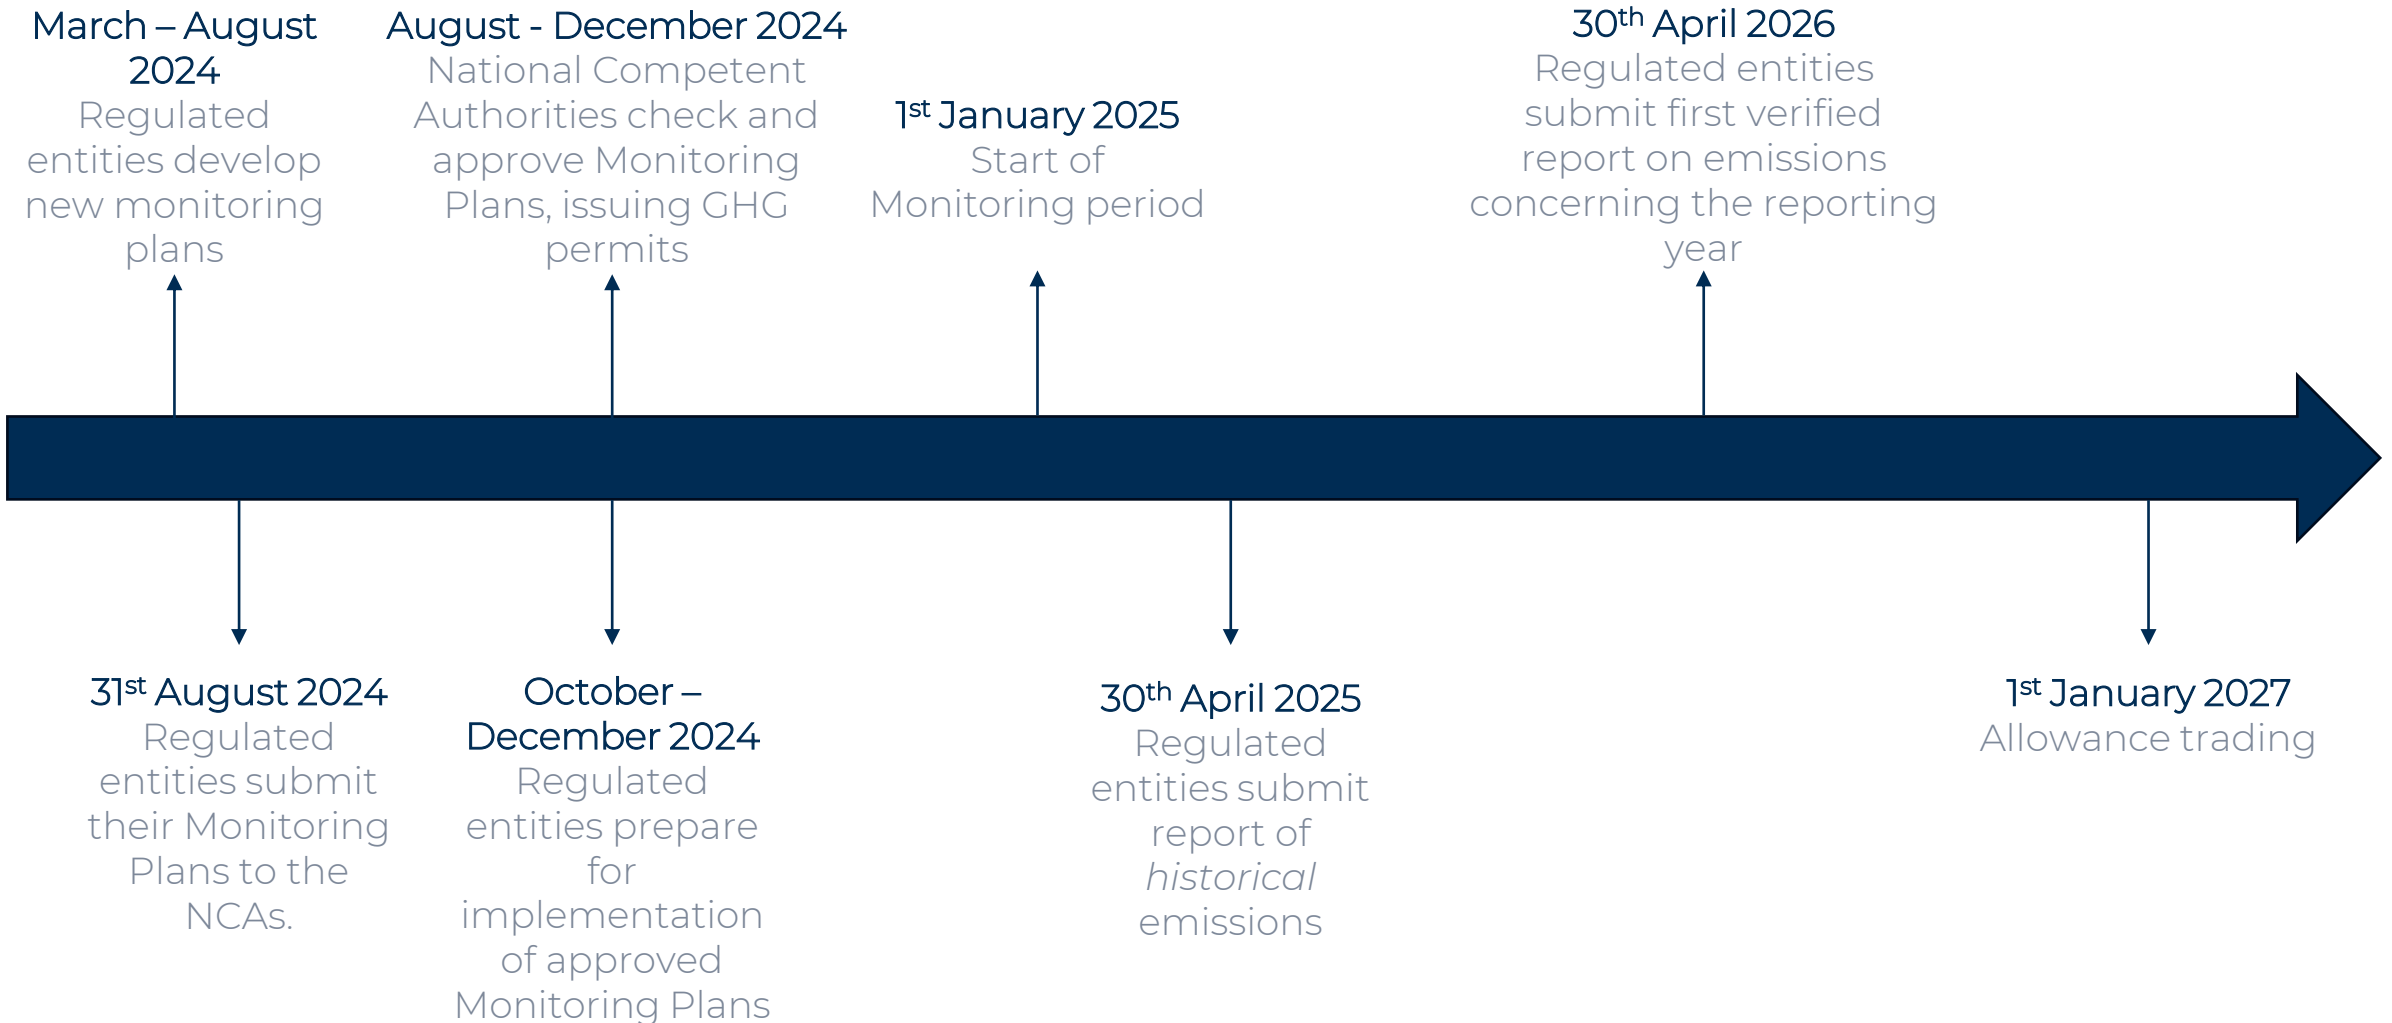 March – August
2024
Regulated
entities develop
new monitoring
plans
August - December 2024
National Competent
Authorities check and
approve Monitoring
Plans, issuing GHG
permits
1st January 2025
Start of
Monitoring period
30th April 2026
Regulated entities
submit first verified
report on emissions
concerning the reporting
year
31st August 2024
Regulated
entities submit
their Monitoring
Plans to the
NCAs.
October –
December 2024
Regulated
entities prepare
for
implementation
of approved
Monitoring Plans
30th April 2025
Regulated
entities submit
report of
historical
emissions
1st January 2027
Allowance trading